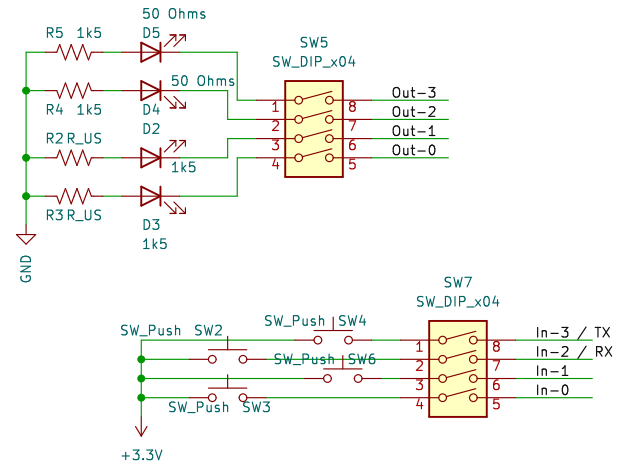 50 Ohms
R5 1k5 D5
SW5
SW_DIP_x04
50 Ohms
Out-3
1 8
R4 1k5 D4
Out-2
2 7
D2
Out-1
R2 R_US
3 6
1k5
Out-0
4 5
R3 R_US D3
1k5
GND
SW7
SW_DIP_x04
SW_Push SW2 SW4
In-3 / TX
1 8
In-2 / RX
SW_Push SW6
2 7
In-1
3 6
In-0
SW_Push SW3
4 5
+3.3V